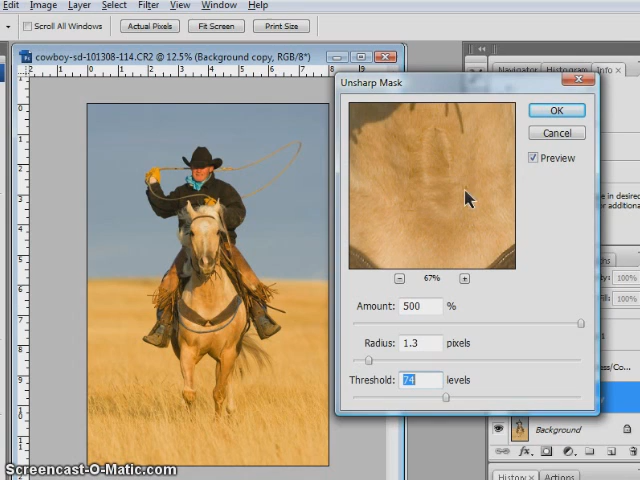 Edit Image Layer Select Filter View Window Help
Scroll All Windows Actual Pixels Fit Screen Print Size
cowboy-sd-101308-114.CR2 @ 12.5% (Background copy, RGB/8*)
Navigator Histogram Info
Unsharp Mask
OK
Cancel
Preview
67%
Amount: 500 %
Radius: 1.3 pixels
Threshold: 74 levels
Background
History Actions
Screencast-O-Matic.com